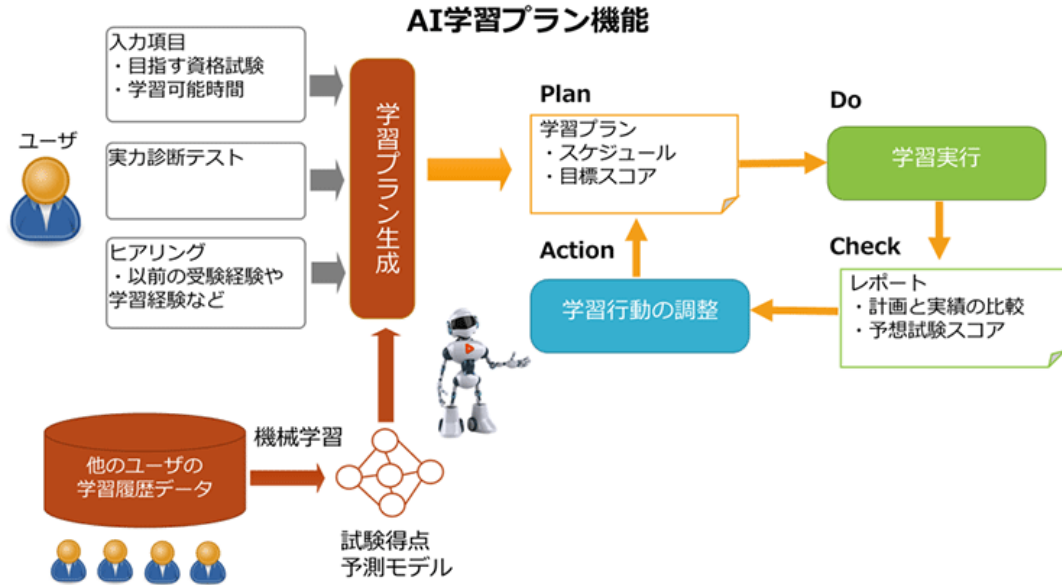 AI学習プラン機能
ユーザ
入力項目
・目指す資格試験
・学習可能時間
実力診断テスト
ヒアリング
・以前の受験経験や
学習経験など
学習プラン生成
Plan
学習プラン
・スケジュール
・目標スコア
Do
学習実行
Check
レポート
・計画と実績の比較
・予想試験スコア
Action
学習行動の調整
他のユーザの
学習履歴データ
機械学習
試験得点
予測モデル